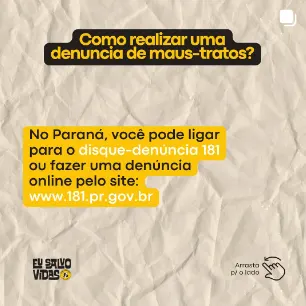 Como realizar uma
denuncia de maus-tratos?
No Paraná, você pode ligar
para o disque-denúncia 181
ou fazer uma denúncia
online pelo site:
www.181.pr.gov.br
EU SALVO
VIDAS
Arrasta
p/ o lado